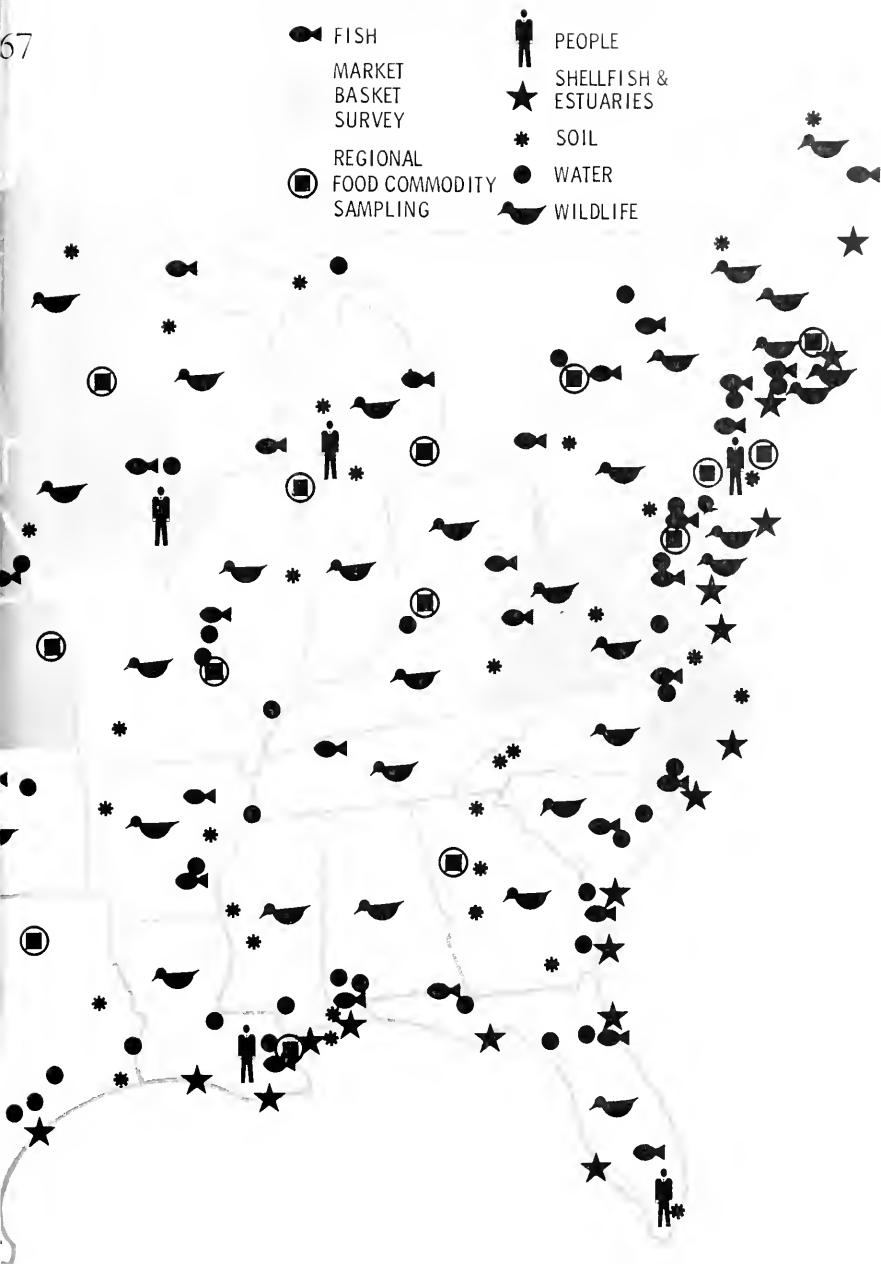 67
FISH
MARKET
BASKET
SURVEY
REGIONAL
FOOD COMMODITY
SAMPLING
PEOPLE
SHELLFISH &
ESTUARIES
SOIL
WATER
WILDLIFE